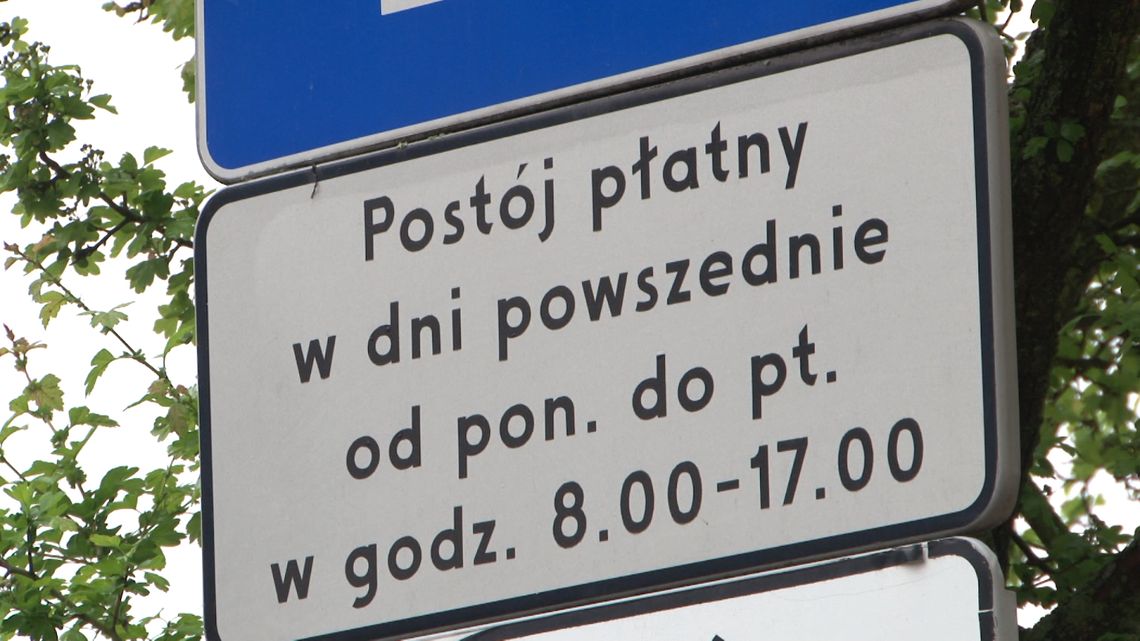 Postój płatny
w dni powszednie
od pon. do pt.
w godz. 8.00-17.00